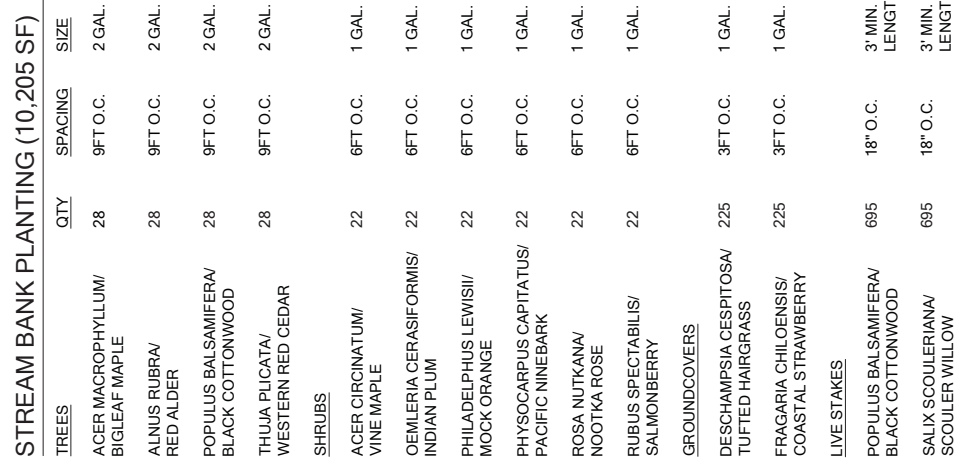 STREAM BANK PLANTING (10,205 SF)
TREES QTY SPACING SIZE
ACER MACROPHYLLUM/ 28 9FT O.C. 2 GAL.
BIGLEAF MAPLE
ALNUS RUBRA/ 28 9FT O.C. 2 GAL.
RED ALDER
POPULUS BALSAMIFERA/ 28 9FT O.C. 2 GAL.
BLACK COTTONWOOD
THUJA PLICATA/ 28 9FT O.C. 2 GAL.
WESTERN RED CEDAR
SHRUBS
ACER CIRCINATUM/ 22 6FT O.C. 1 GAL.
VINE MAPLE
OEMLERIA CERASIFORMIS/ 22 6FT O.C. 1 GAL.
INDIAN PLUM
PHILADELPHUS LEWISII/ 22 6FT O.C. 1 GAL.
MOCK ORANGE
PHYSOCARPUS CAPITATUS/ 22 6FT O.C. 1 GAL.
PACIFIC NINEBARK
ROSA NUTKANA/ 22 6FT O.C. 1 GAL.
NOOTKA ROSE
RUBUS SPECTABILIS/ 22 6FT O.C. 1 GAL.
SALMONBERRY
GROUNDCOVERS
DESCHAMPSIA CESPITOSA/ 225 3FT O.C. 1 GAL.
TUFTED HAIRGRASS
FRAGARIA CHILOENSIS/ 225 3FT O.C. 1 GAL.
COASTAL STRAWBERRY
LIVE STAKES
POPULUS BALSAMIFERA/ 695 18" O.C. 3' MIN.
BLACK COTTONWOOD LENGT
SALIX SCOULERIANA/ 695 18" O.C. 3' MIN.
SCOULER WILLOW LENGT